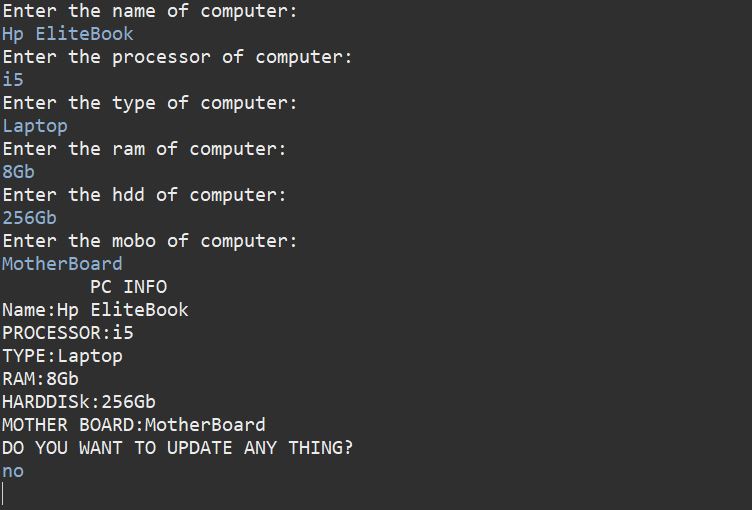 Enter the name of computer:
Hp EliteBook
Enter the processor of computer:
i5
Enter the type of computer:
Laptop
Enter the ram of computer:
8Gb
Enter the hdd of computer:
256Gb
Enter the mobo of computer:
MotherBoard
PC INFO
Name:Hp EliteBook
PROCESSOR:i5
TYPE:Laptop
RAM:8Gb
HARDDISk:256Gb
MOTHER BOARD:MotherBoard
DO YOU WANT TO UPDATE ANY THING?
no